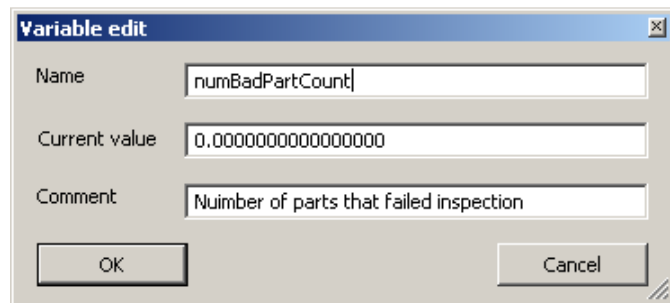 Variable edit
Name numBadPartCount
Current value 0.0000000000000000
Comment Nuimber of parts that failed inspection
OK Cancel